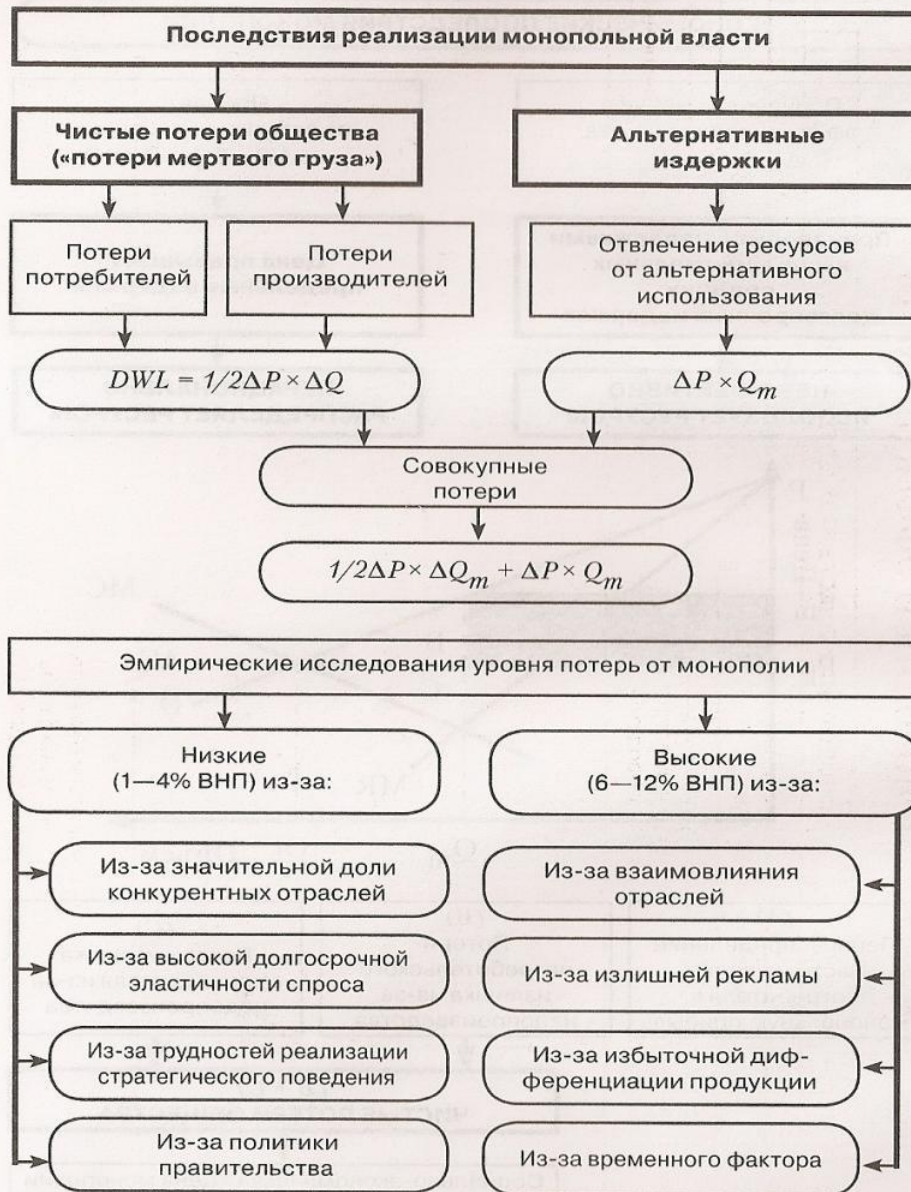 Последствия реализации монопольной власти
Чистые потери общества
(«потери мертвого груза»)
Альтернативные
издержки
Потери
потребителей
Потери
производителей
Отвлечение ресурсов
от альтернативного
использования
DWL = 1/2ΔP × ΔQ
ΔP × Qm
Совокупные
потери
1/2ΔP × ΔQm + ΔP × Qm
Эмпирические исследования уровня потерь от монополии
Низкие
(1—4% ВНП) из-за:
Высокие
(6—12% ВНП) из-за:
Из-за значительной доли
конкурентных отраслей
Из-за взаимовлияния
отраслей
Из-за высокой долгосрочной
эластичности спроса
Из-за излишней рекламы
Из-за трудностей реализации
стратегического поведения
Из-за избыточной диф-
ференциации продукции
Из-за политики
правительства
Из-за временного фактора